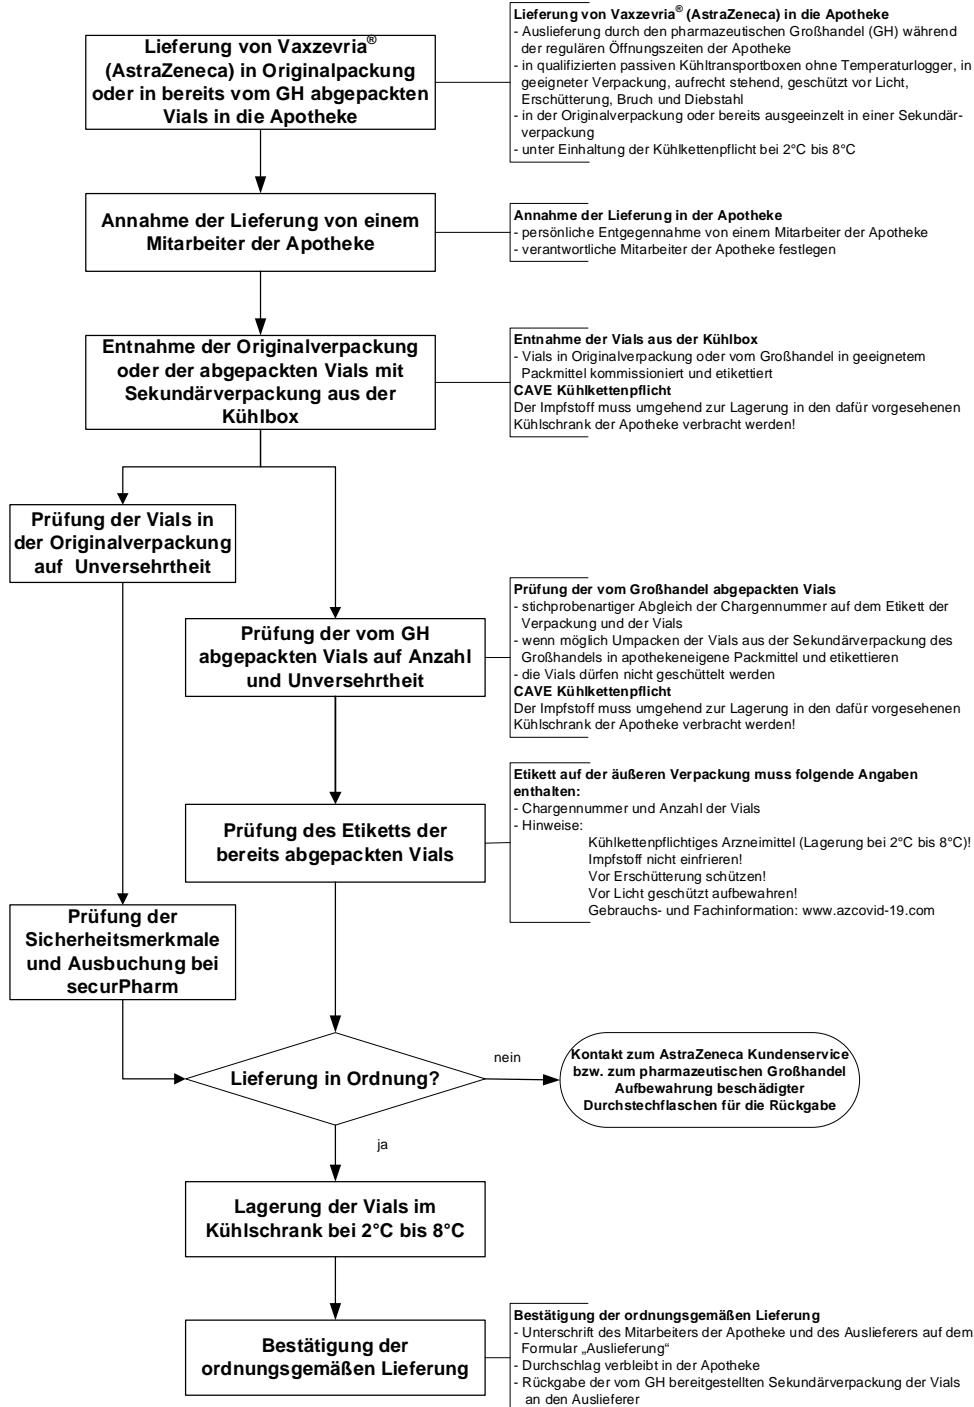 Lieferung von Vaxzevria®
(AstraZeneca) in Originalpackung
oder in bereits vom GH abgepackten
Vials in die Apotheke
Lieferung von Vaxzevria® (AstraZeneca) in die Apotheke
- Auslieferung durch den pharmazeutischen Großhandel (GH) während
der regulären Öffnungszeiten der Apotheke
- in qualifizierten passiven Kühltransportboxen ohne Temperaturlogger, in
geeigneter Verpackung, aufrecht stehend, geschützt vor Licht,
Erschütterung, Bruch und Diebstahl
- in der Originalverpackung oder bereits ausgeeinzelt in einer Sekundär-
verpackung
- unter Einhaltung der Kühlkettenpflicht bei 2°C bis 8°C
Annahme der Lieferung von einem
Mitarbeiter der Apotheke
Annahme der Lieferung in der Apotheke
- persönliche Entgegennahme von einem Mitarbeiter der Apotheke
- verantwortliche Mitarbeiter der Apotheke festlegen
Entnahme der Originalverpackung
oder der abgepackten Vials mit
Sekundärverpackung aus der
Kühlbox
Entnahme der Vials aus der Kühlbox
- Vials in Originalverpackung oder vom Großhandel in geeignetem
Packmittel kommissioniert und etikettiert
CAVE Kühlkettenpflicht
Der Impfstoff muss umgehend zur Lagerung in den dafür vorgesehenen
Kühlschrank der Apotheke verbracht werden!
Prüfung der Vials in
der Originalverpackung
auf Unversehrtheit
Prüfung der vom GH
abgepackten Vials auf Anzahl
und Unversehrtheit
Prüfung der vom Großhandel abgepackten Vials
- stichprobenartiger Abgleich der Chargennummer auf dem Etikett der
Verpackung und der Vials
- wenn möglich Umpacken der Vials aus der Sekundärverpackung des
Großhandels in apothekeneigene Packmittel und etikettieren
- die Vials dürfen nicht geschüttelt werden
CAVE Kühlkettenpflicht
Der Impfstoff muss umgehend zur Lagerung in den dafür vorgesehenen
Kühlschrank der Apotheke verbracht werden!
Prüfung des Etiketts der
bereits abgepackten Vials
Etikett auf der äußeren Verpackung muss folgende Angaben
enthalten:
- Chargennummer und Anzahl der Vials
- Hinweise:
Kühlkettenpflichtiges Arzneimittel (Lagerung bei 2°C bis 8°C)!
Impfstoff nicht einfrieren!
Vor Erschütterung schützen!
Vor Licht geschützt aufbewahren!
Gebrauchs- und Fachinformation: www.azcovid-19.com
Prüfung der
Sicherheitsmerkmale
und Ausbuchung bei
securPharm
Lieferung in Ordnung?
nein
Kontakt zum AstraZeneca Kundenservice
bzw. zum pharmazeutischen Großhandel
Aufbewahrung beschädigter
Durchstechflaschen für die Rückgabe
ja
Lagerung der Vials im
Kühlschrank bei 2°C bis 8°C
Bestätigung der
ordnungsgemäßen Lieferung
Bestätigung der ordnungsgemäßen Lieferung
- Unterschrift des Mitarbeiters der Apotheke und des Auslieferers auf dem
Formular „Auslieferung“
- Durchschlag verbleibt in der Apotheke
- Rückgabe der vom GH bereitgestellten Sekundärverpackung der Vials
an den Auslieferer